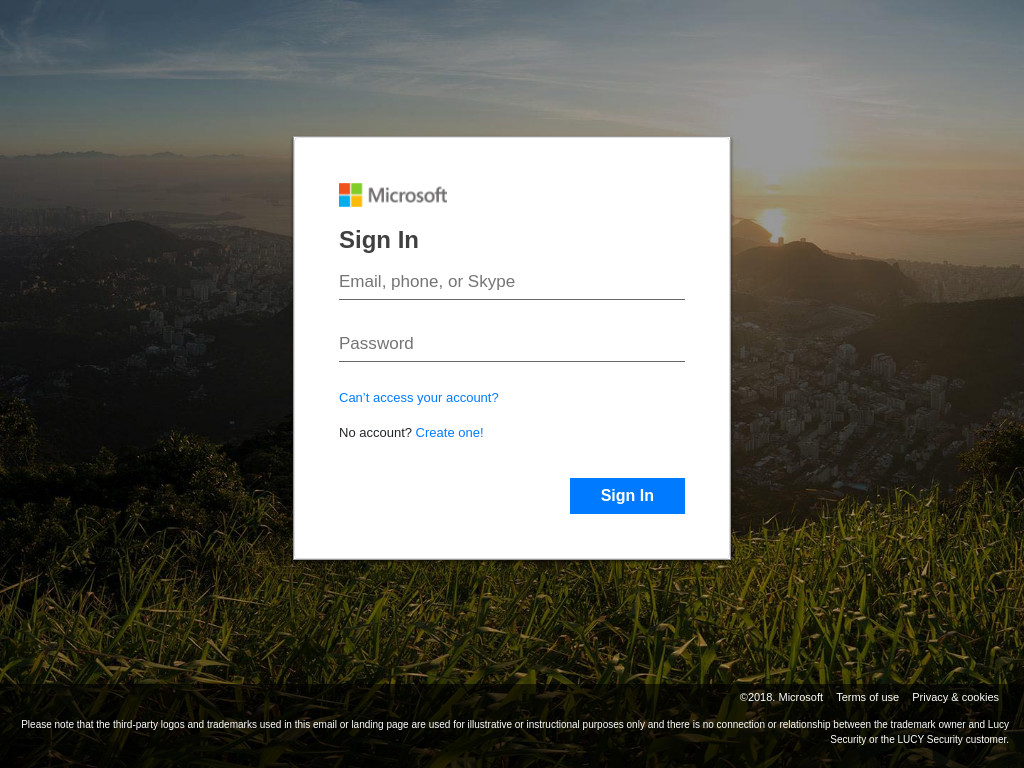 Microsoft
Sign In
Email, phone, or Skype
Password
Can’t access your account?
No account? Create one!
Sign In
©2018. Microsoft Terms of use Privacy & cookies
Please note that the third-party logos and trademarks used in this email or landing page are used for illustrative or instructional purposes only and there is no connection or relationship between the trademark owner and Lucy
Security or the LUCY Security customer.